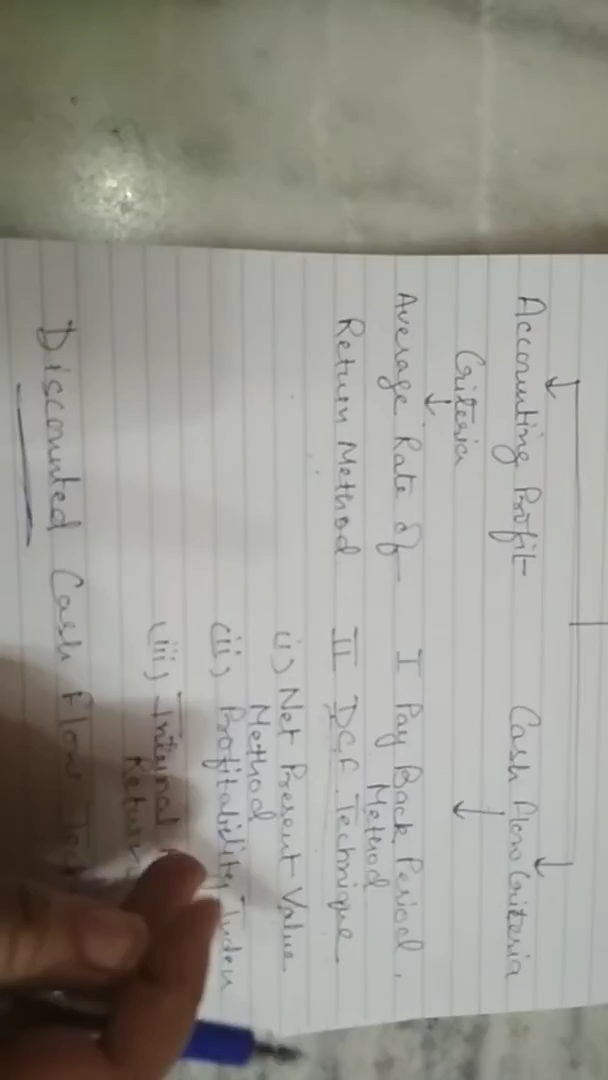 Accounting Profit
Criteria
Average Rate of
Return Method
Cash Flow Criteria
I Pay Back Period,
Method
II DCF Technique
(i) Net Present Value
Method
(ii) Profitability Index
(iii) Internal
Return
Discounted Cash Flow